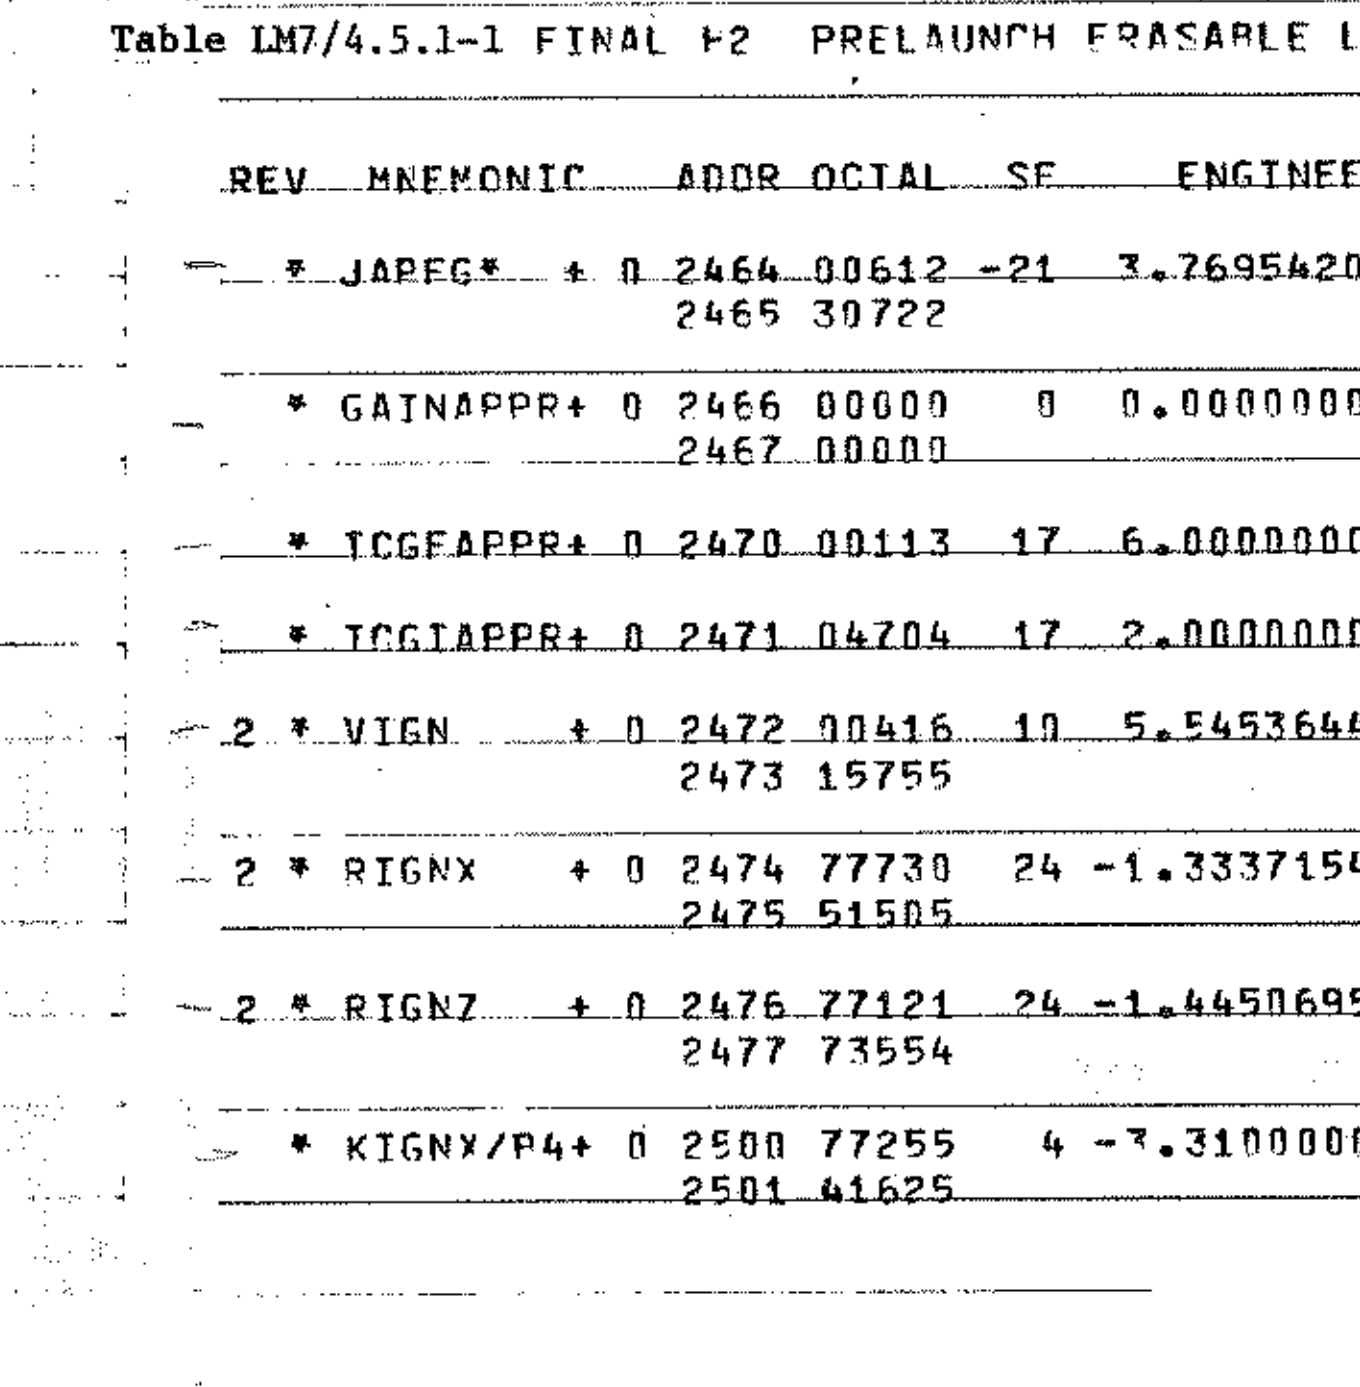 Table LM7/4.5.1-1 FINAL H2 PRELAUNCH ERASABLE L
REV MNEMONIC ADDR OCTAL SF ENGINEE
* JAPFG* + 0 2464 00612 -21 3.7695420
2465 30722
* GAINAPPR+ 0 2466 00000 0 0.0000000
2467 00000
* TCGFAPPR+ 0 2470 00113 17 6.0000000
* TCGIAPPR+ 0 2471 04704 17 2.0000000
2 * VIGN + 0 2472 00416 10 5.5453644
2473 15755
2 * RIGNX + 0 2474 77730 24 -1.3337154
2475 51505
2 * RIGNZ + 0 2476 77121 24 -1.4450695
2477 73554
* KIGNX/B4+ 0 2500 77255 4 -3.3100000
2501 41625